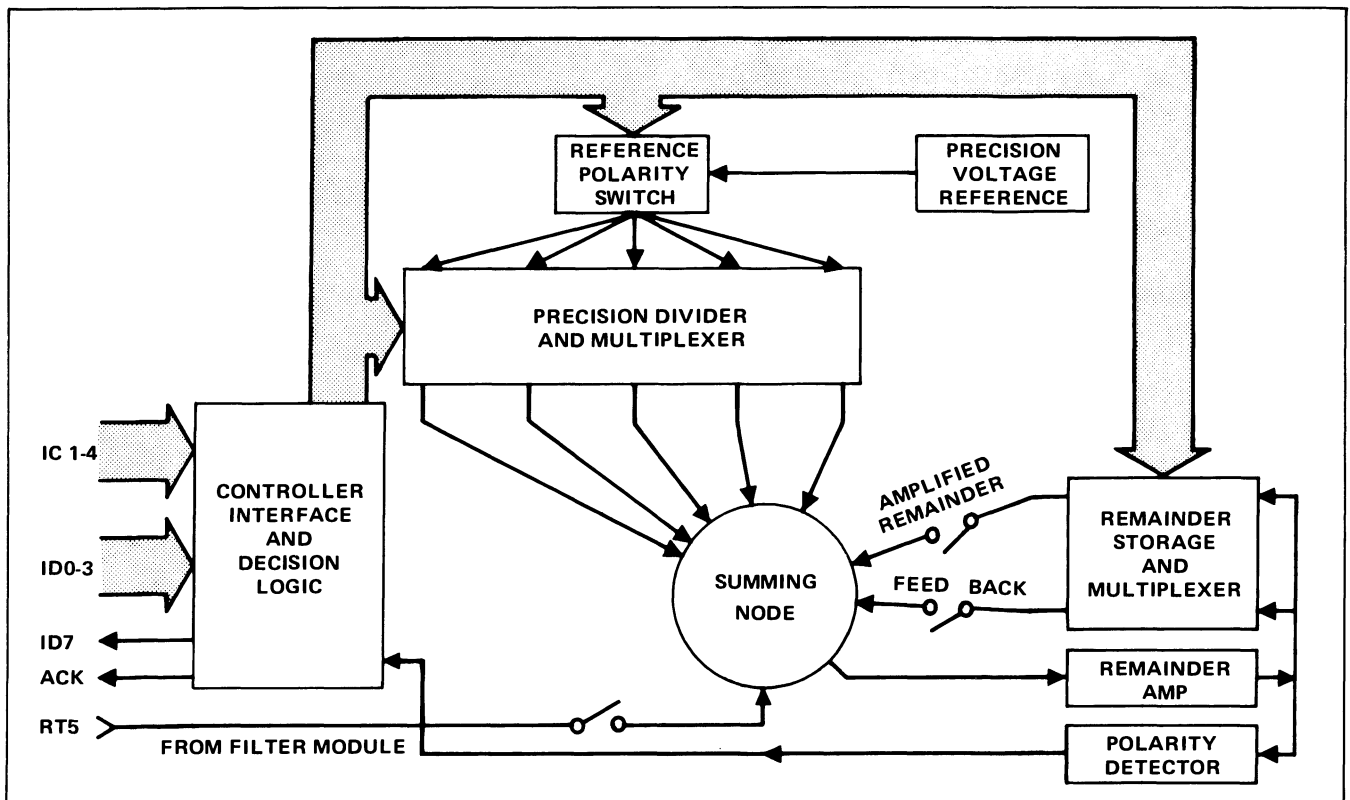 REFERENCE
POLARITY
SWITCH
PRECISION
VOLTAGE
REFERENCE
PRECISION DIVIDER
AND MULTIPLEXER
IC 1-4
ID0-3
ID7
ACK
RT5
CONTROLLER
INTERFACE
AND
DECISION
LOGIC
FROM FILTER MODULE
SUMMING
NODE
AMPLIFIED
REMAINDER
FEED BACK
REMAINDER
STORAGE
AND
MULTIPLEXER
REMAINDER
AMP
POLARITY
DETECTOR